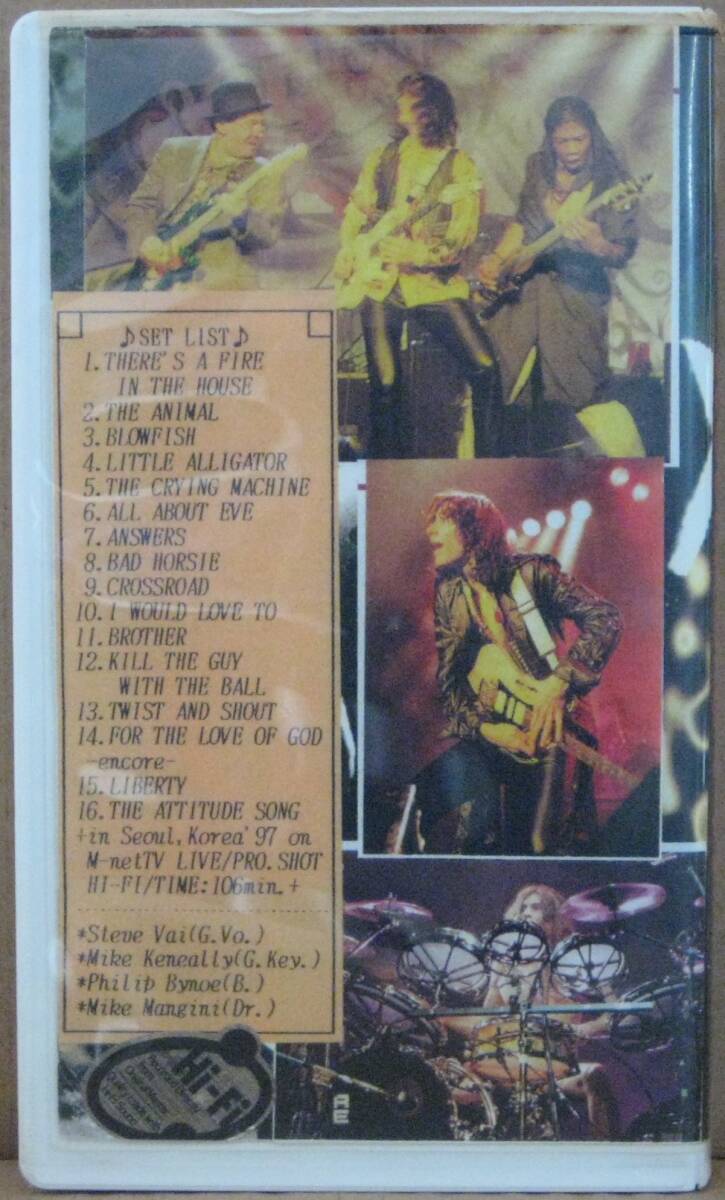 ♪SET LIST♪
1.THERE'S A FIRE
IN THE HOUSE
2.THE ANIMAL
3.BLOWFISH
4.LITTLE ALLIGATOR
5.THE CRYING MACHINE
6.ALL ABOUT EVE
7.ANSWERS
8.BAD HORSIE
9.CROSSROAD
10.I WOULD LOVE TO
11.BROTHER
12.KILL THE GUY
WITH THE BALL
13.TWIST AND SHOUT
14.FOR THE LOVE OF GOD
-encore-
15.LIBERTY
16.THE ATTITUDE SONG
+in Seoul,Korea'97 on
M-netTV LIVE/PRO.SHOT
HI-FI/TIME:106min.+
*Steve Vai(G.Vo.)
*Mike Keneally(G.Key.)
*Philip Bymoe(B.)
*Mike Mangini(Dr.)
Hi-Fi